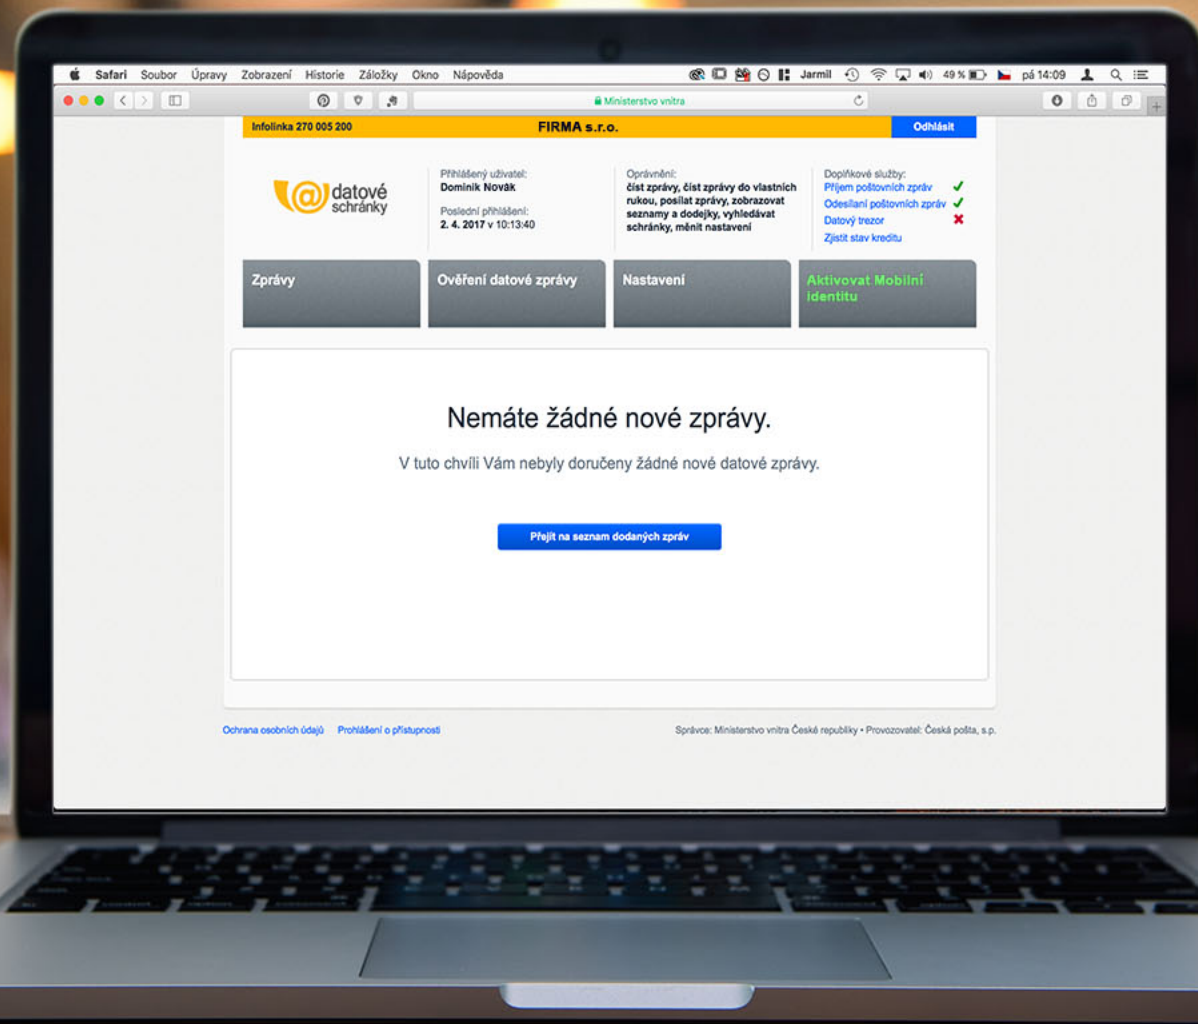 Safari Soubor Úpravy Zobrazení Historie Záložky Okno Nápověda Jarmil 49 % pá 14:09
Ministerstvo vnitra
Infolinka 270 005 200 FIRMA s.r.o. Odhlásit
datové
schránky
Přihlášený uživatel:
Dominik Novák
Poslední přihlášení:
2. 4. 2017 v 10:13:40
Oprávnění:
číst zprávy, číst zprávy do vlastních
rukou, posílat zprávy, zobrazovat
seznamy a dodejky, vyhledávat
schránky, měnit nastavení
Doplňkové služby:
Příjem poštovních zpráv
Odesílaní poštovních zpráv
Datový trezor
Zjistit stav kreditu
Zprávy
Ověření datové zprávy
Nastavení
Aktivovat Mobilní
identitu
Nemáte žádné nové zprávy.
V tuto chvíli Vám nebyly doručeny žádné nové datové zprávy.
Přejít na seznam dodaných zpráv
Ochrana osobních údajů Prohlášení o přístupnosti
Správce: Ministerstvo vnitra České republiky • Provozovatel: Česká pošta, s.p.